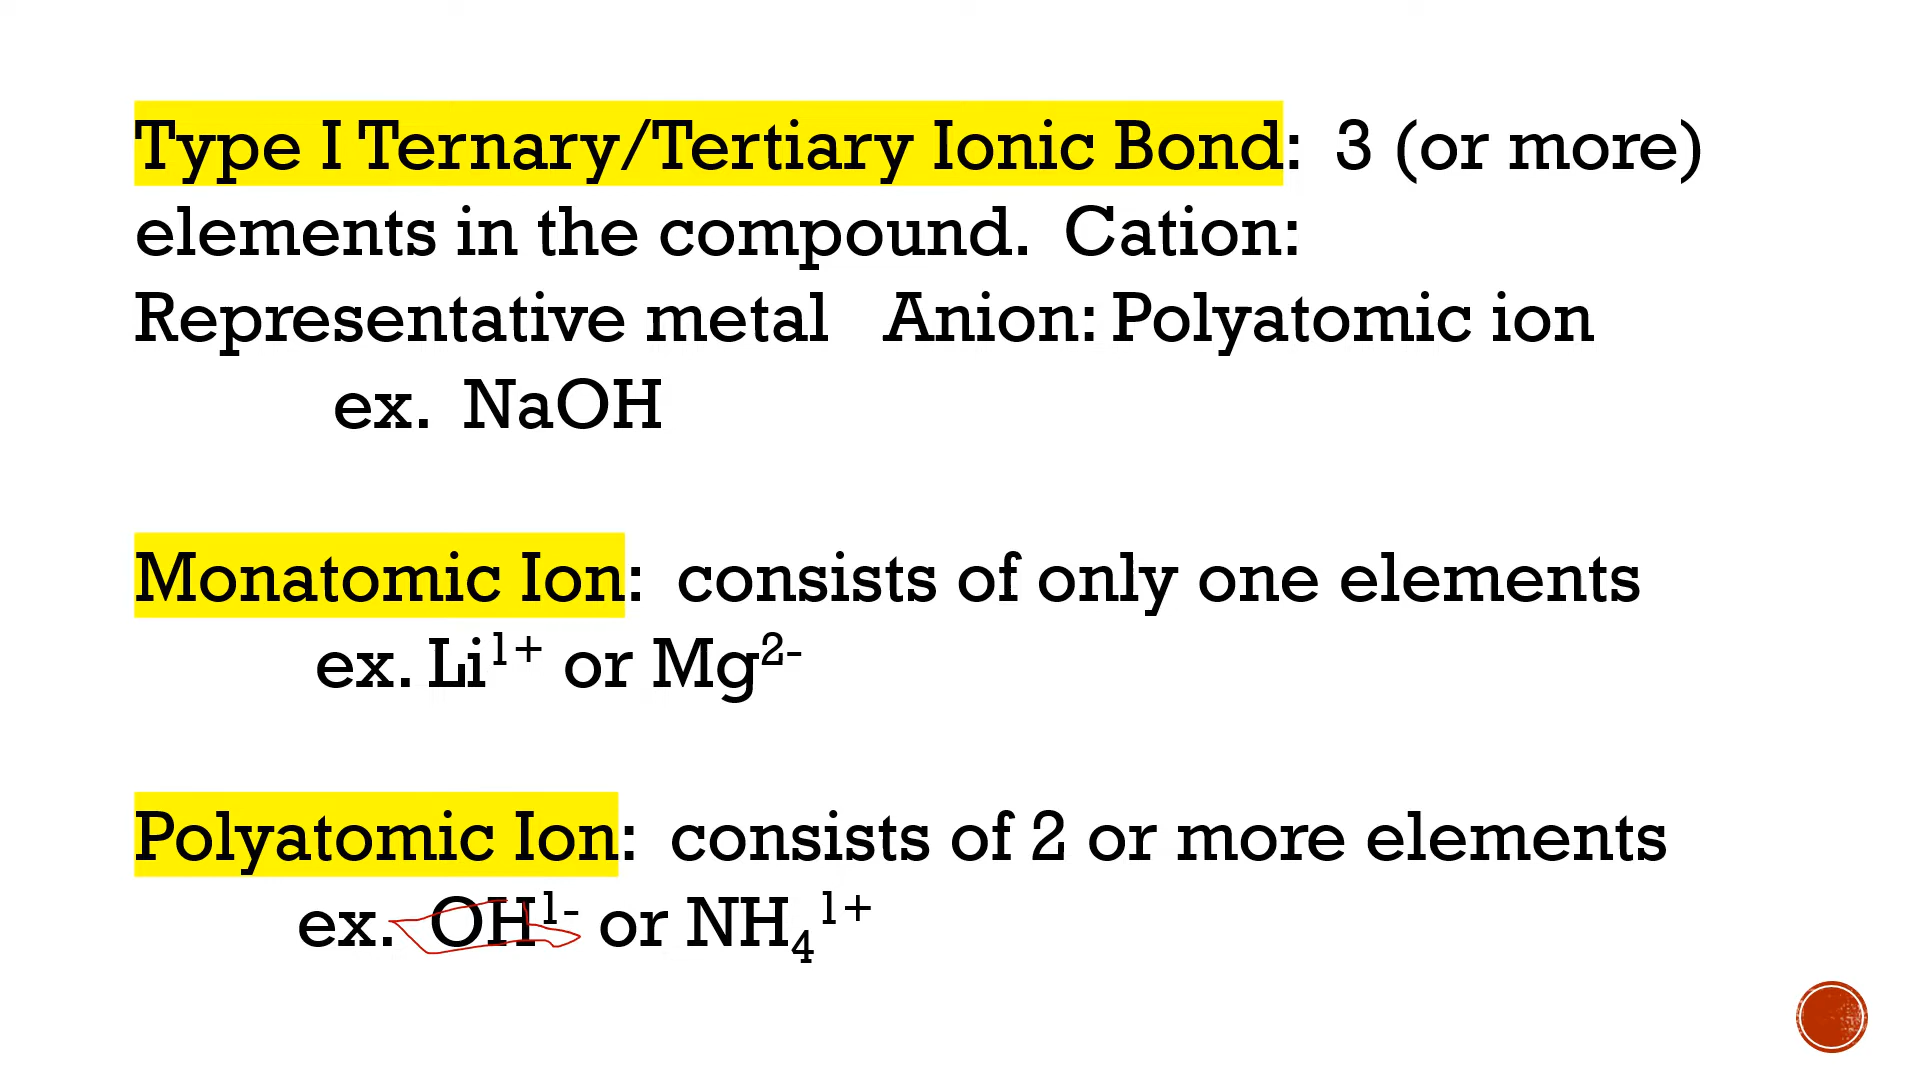 Type I Ternary/Tertiary Ionic Bond: 3 (or more)
elements in the compound. Cation:
Representative metal Anion: Polyatomic ion
ex. NaOH
Monatomic Ion: consists of only one elements
ex. Li¹⁺ or Mg²⁻
Polyatomic Ion: consists of 2 or more elements
ex. OH¹⁻ or NH₄¹⁺